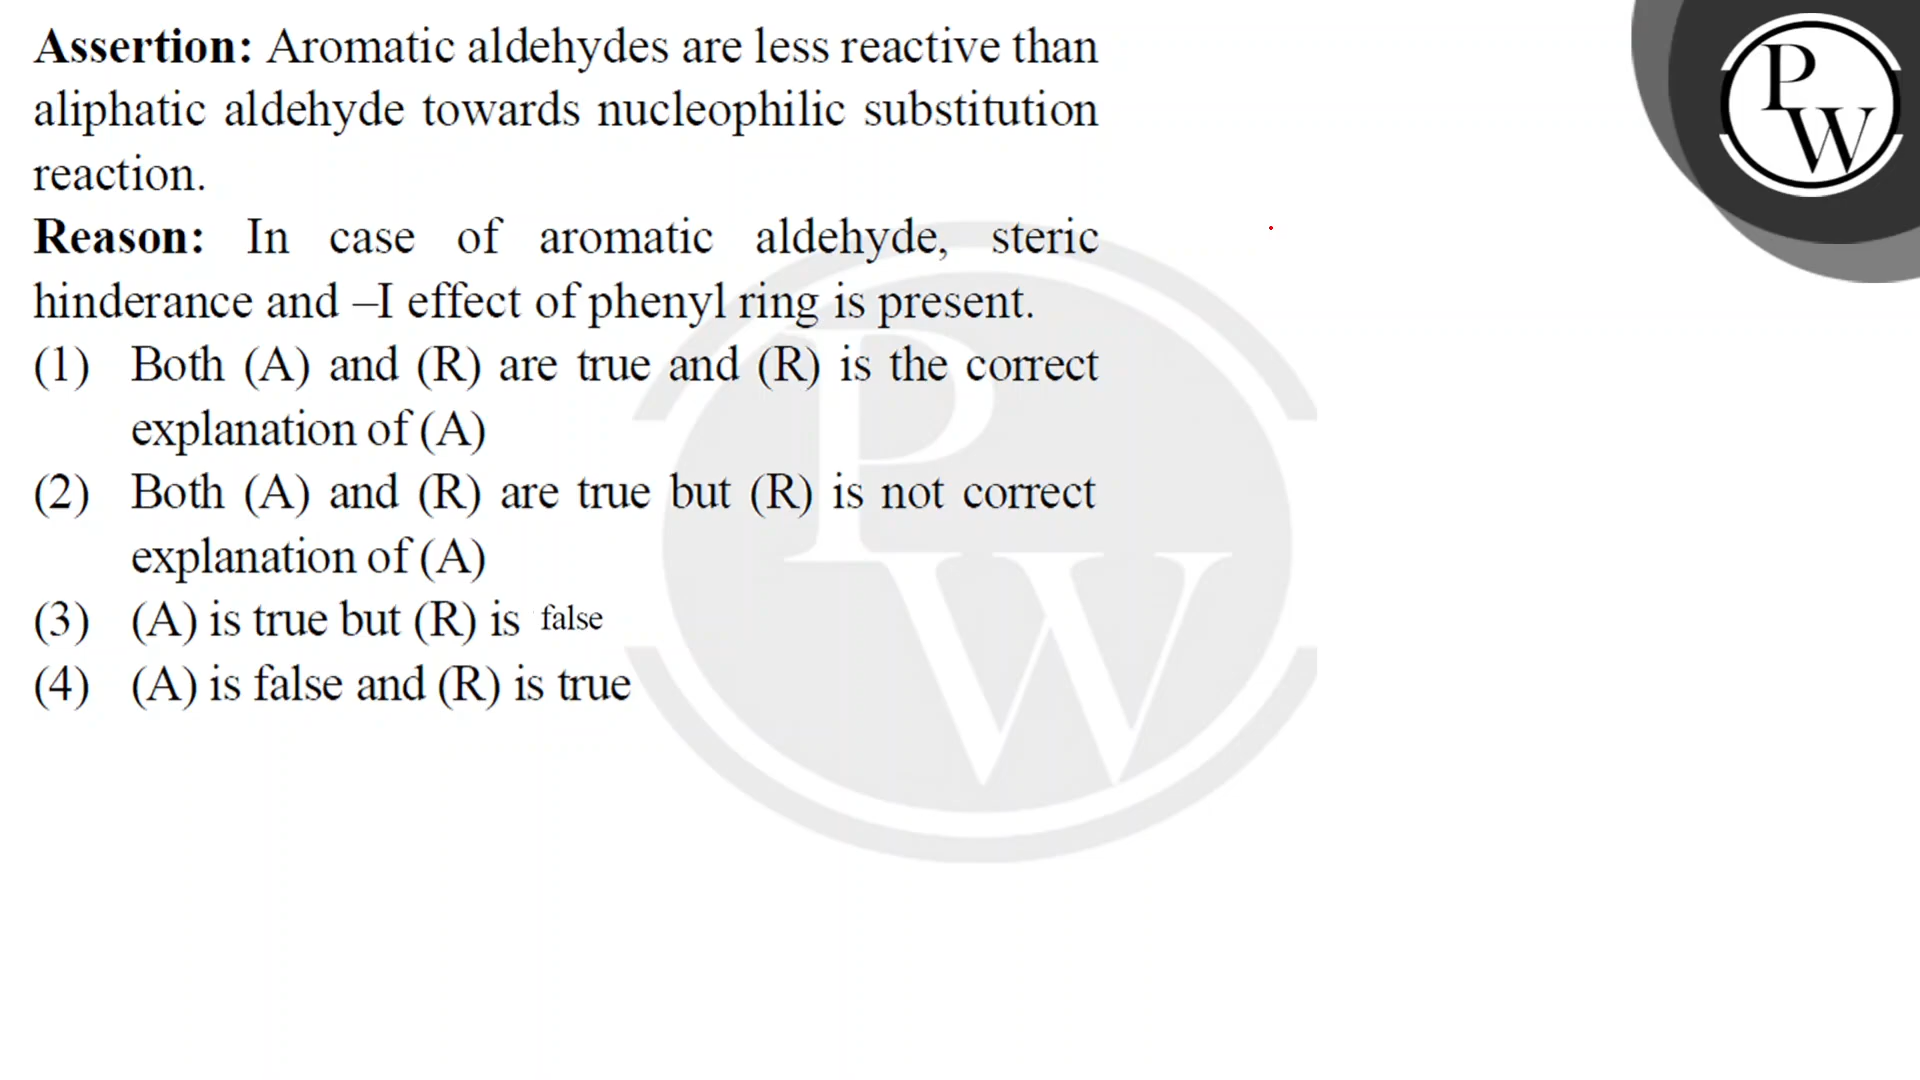 Assertion: Aromatic aldehydes are less reactive than
aliphatic aldehyde towards nucleophilic substitution
reaction.
Reason: In case of aromatic aldehyde, steric
hinderance and –I effect of phenyl ring is present.
(1) Both (A) and (R) are true and (R) is the correct
explanation of (A)
(2) Both (A) and (R) are true but (R) is not correct
explanation of (A)
(3) (A) is true but (R) is false
(4) (A) is false and (R) is true
PW
PW